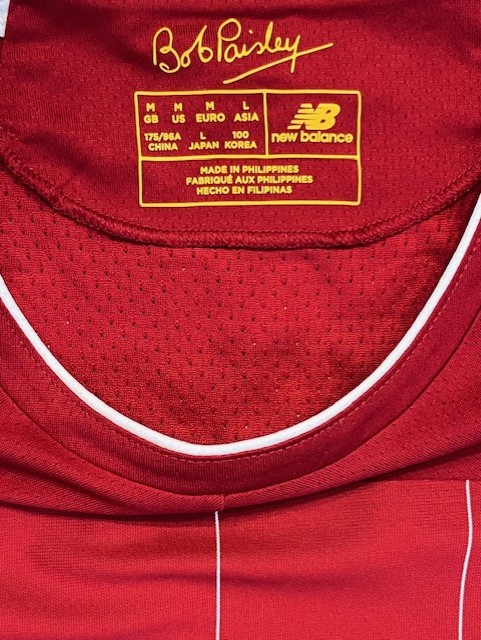 Bob Paisley
M M M L
GB US EURO ASIA
175/96A L 100
CHINA JAPAN KOREA
NB
new balance
MADE IN PHILIPPINES
FABRIQUÉ AUX PHILIPPINES
HECHO EN FILIPINAS